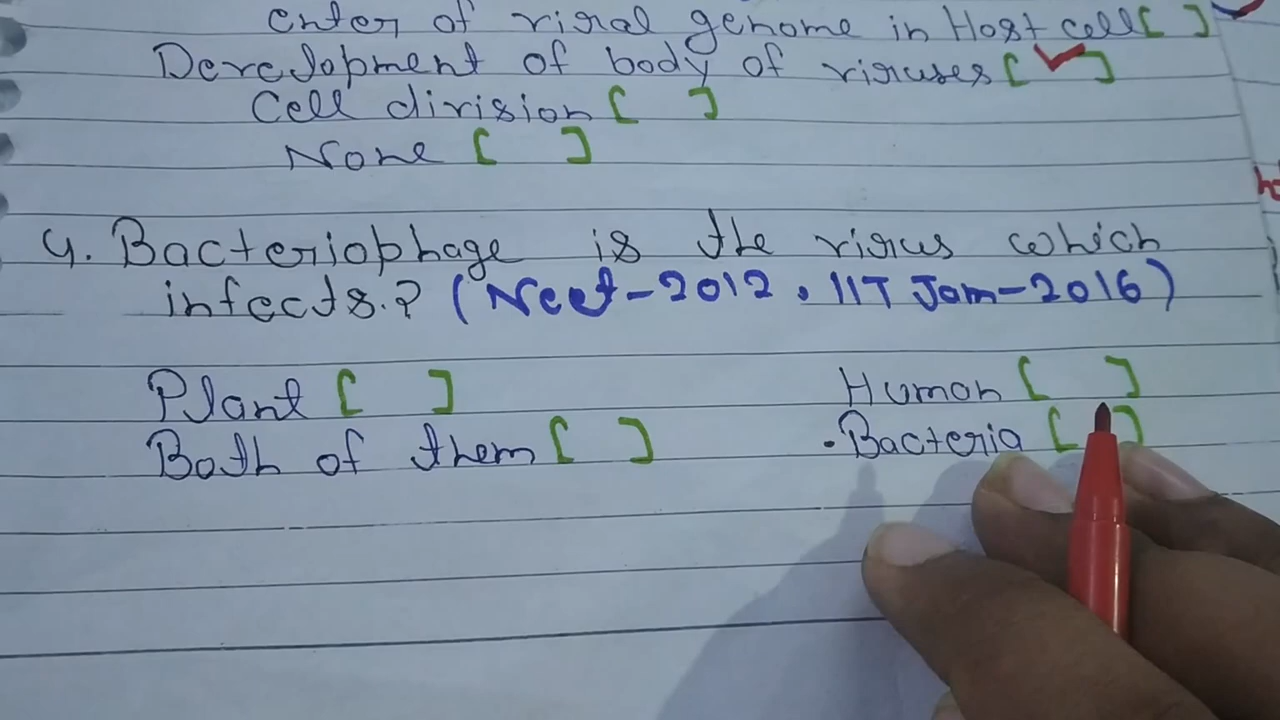 enter of viral genome in Host cell [ ]
Development of body of viruses [✓]
Cell division [ ]
None [ ]
4. Bacteriophage is the virus which
infects.? (Neet-2012, IIT Jam-2016)
Plant [ ] Human [ ]
Both of them [ ] .Bacteria [ ]